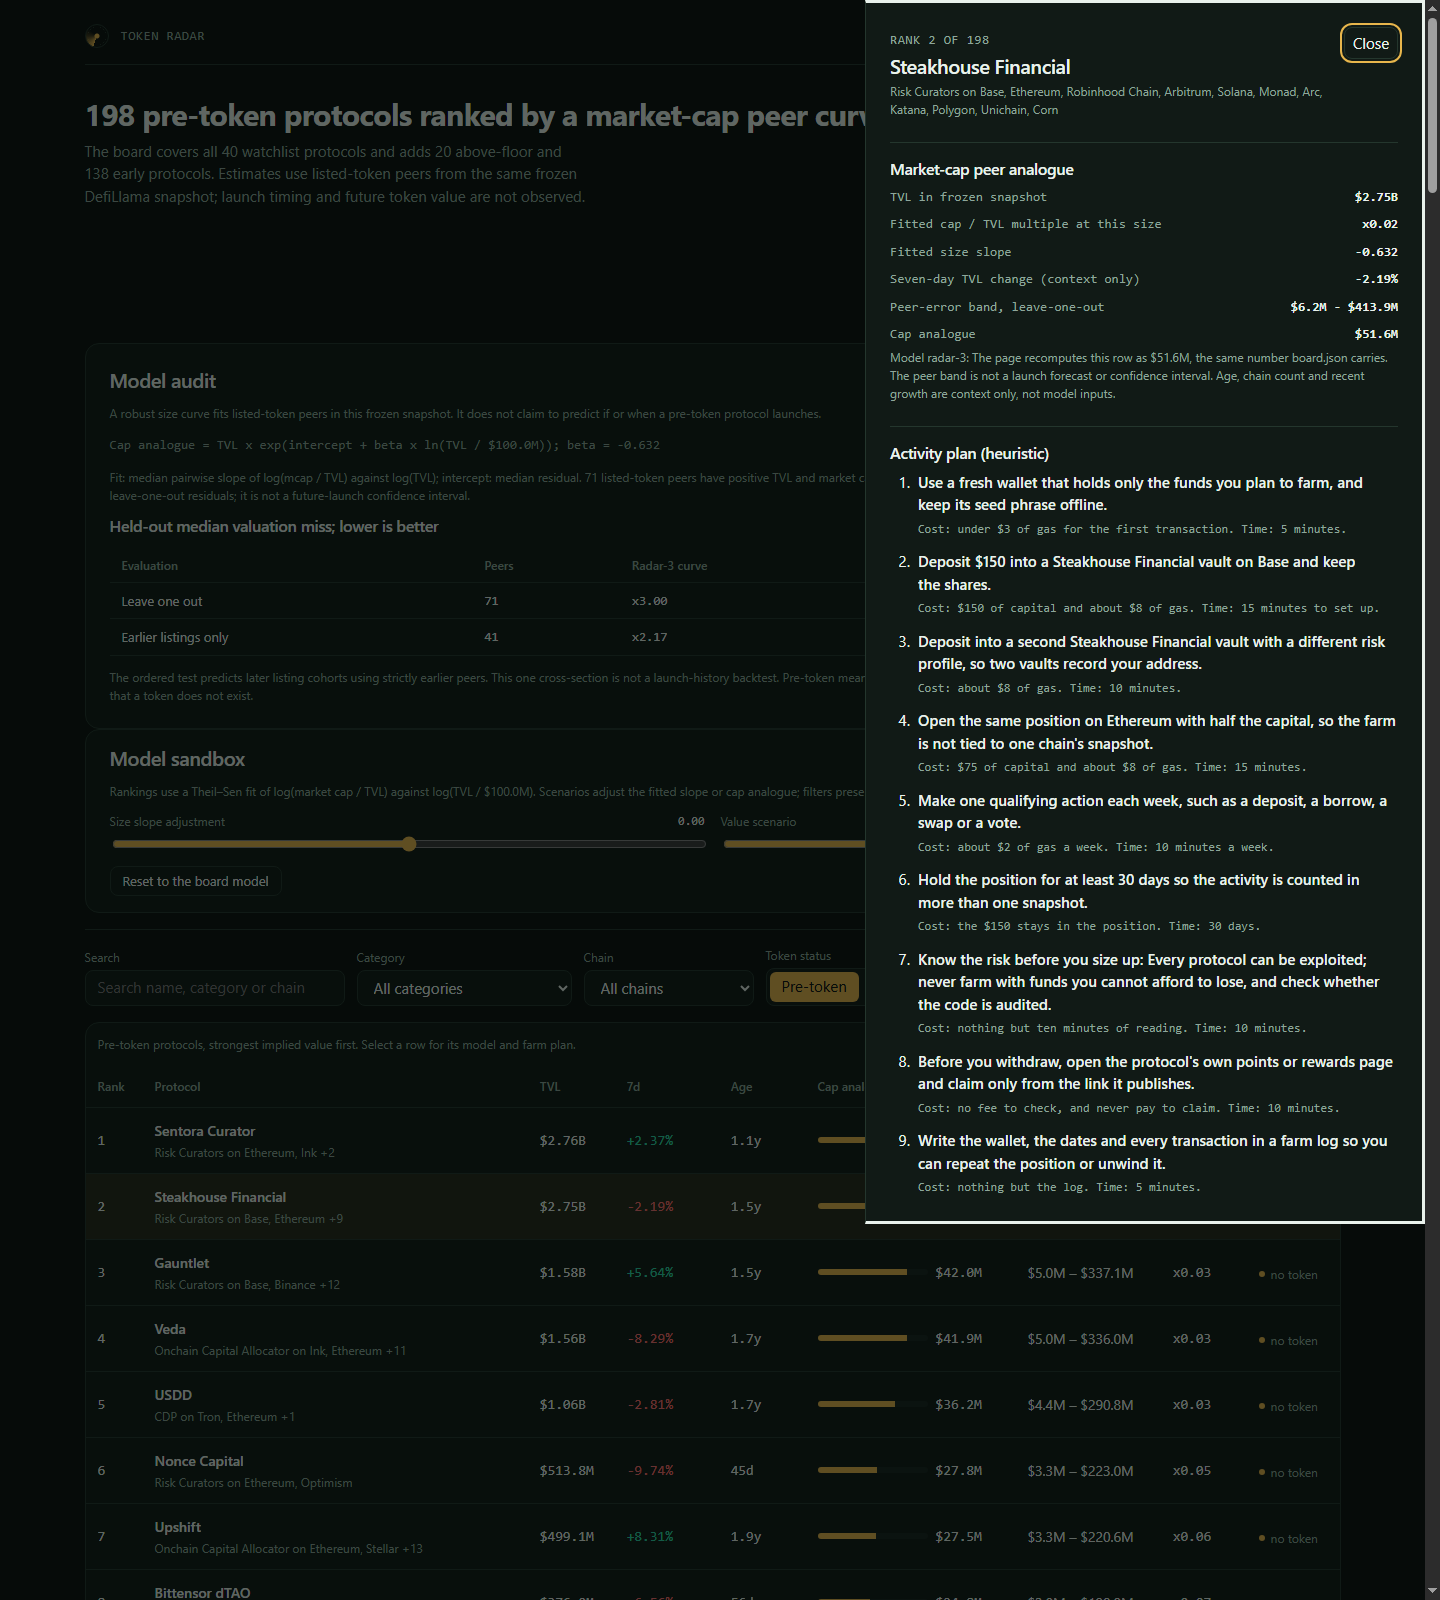 TOKEN RADAR
198 pre-token protocols ranked by a market-cap peer curv
The board covers all 40 watchlist protocols and adds 20 above-floor and
138 early protocols. Estimates use listed-token peers from the same frozen
DefiLlama snapshot; launch timing and future token value are not observed.
Model audit
A robust size curve fits listed-token peers in this frozen snapshot. It does not claim to predict if or when a pre-token protocol launches.
Cap analogue = TVL x exp(intercept + beta x ln(TVL / $100.0M)); beta = -0.632
Fit: median pairwise slope of log(mcap / TVL) against log(TVL); intercept: median residual. 71 listed-token peers have positive TVL and market c
leave-one-out residuals; it is not a future-launch confidence interval.
Held-out median valuation miss; lower is better
Evaluation Peers Radar-3 curve
Leave one out 71 x3.00
Earlier listings only 41 x2.17
The ordered test predicts later listing cohorts using strictly earlier peers. This one cross-section is not a launch-history backtest. Pre-token mean
that a token does not exist.
Model sandbox
Rankings use a Theil–Sen fit of log(market cap / TVL) against log(TVL / $100.0M). Scenarios adjust the fitted slope or cap analogue; filters prese
Size slope adjustment 0.00 Value scenario
Reset to the board model
Search Category Chain Token status
Search name, category or chain All categories All chains Pre-token
Pre-token protocols, strongest implied value first. Select a row for its model and farm plan.
Rank Protocol TVL 7d Age Cap anal
1 Sentora Curator $2.76B +2.37% 1.1y
Risk Curators on Ethereum, Ink +2
2 Steakhouse Financial $2.75B -2.19% 1.5y
Risk Curators on Base, Ethereum +9
3 Gauntlet $1.58B +5.64% 1.5y $42.0M $5.0M – $337.1M x0.03 no token
Risk Curators on Base, Binance +12
4 Veda $1.56B -8.29% 1.7y $41.9M $5.0M – $336.0M x0.03 no token
Onchain Capital Allocator on Ink, Ethereum +11
5 USDD $1.06B -2.81% 1.7y $36.2M $4.4M – $290.8M x0.03 no token
CDP on Tron, Ethereum +1
6 Nonce Capital $513.8M -9.74% 45d $27.8M $3.3M – $223.0M x0.05 no token
Risk Curators on Ethereum, Optimism
7 Upshift $499.1M +8.31% 1.9y $27.5M $3.3M – $220.6M x0.06 no token
Onchain Capital Allocator on Ethereum, Stellar +13
Bittensor dTAO
RANK 2 OF 198
Close
Steakhouse Financial
Risk Curators on Base, Ethereum, Robinhood Chain, Arbitrum, Solana, Monad, Arc,
Katana, Polygon, Unichain, Corn
Market-cap peer analogue
TVL in frozen snapshot $2.75B
Fitted cap / TVL multiple at this size x0.02
Fitted size slope -0.632
Seven-day TVL change (context only) -2.19%
Peer-error band, leave-one-out $6.2M - $413.9M
Cap analogue $51.6M
Model radar-3: The page recomputes this row as $51.6M, the same number board.json carries.
The peer band is not a launch forecast or confidence interval. Age, chain count and recent
growth are context only, not model inputs.
Activity plan (heuristic)
1. Use a fresh wallet that holds only the funds you plan to farm, and
keep its seed phrase offline.
Cost: under $3 of gas for the first transaction. Time: 5 minutes.
2. Deposit $150 into a Steakhouse Financial vault on Base and keep
the shares.
Cost: $150 of capital and about $8 of gas. Time: 15 minutes to set up.
3. Deposit into a second Steakhouse Financial vault with a different risk
profile, so two vaults record your address.
Cost: about $8 of gas. Time: 10 minutes.
4. Open the same position on Ethereum with half the capital, so the farm
is not tied to one chain's snapshot.
Cost: $75 of capital and about $8 of gas. Time: 15 minutes.
5. Make one qualifying action each week, such as a deposit, a borrow, a
swap or a vote.
Cost: about $2 of gas a week. Time: 10 minutes a week.
6. Hold the position for at least 30 days so the activity is counted in
more than one snapshot.
Cost: the $150 stays in the position. Time: 30 days.
7. Know the risk before you size up: Every protocol can be exploited;
never farm with funds you cannot afford to lose, and check whether
the code is audited.
Cost: nothing but ten minutes of reading. Time: 10 minutes.
8. Before you withdraw, open the protocol's own points or rewards page
and claim only from the link it publishes.
Cost: no fee to check, and never pay to claim. Time: 10 minutes.
9. Write the wallet, the dates and every transaction in a farm log so you
can repeat the position or unwind it.
Cost: nothing but the log. Time: 5 minutes.